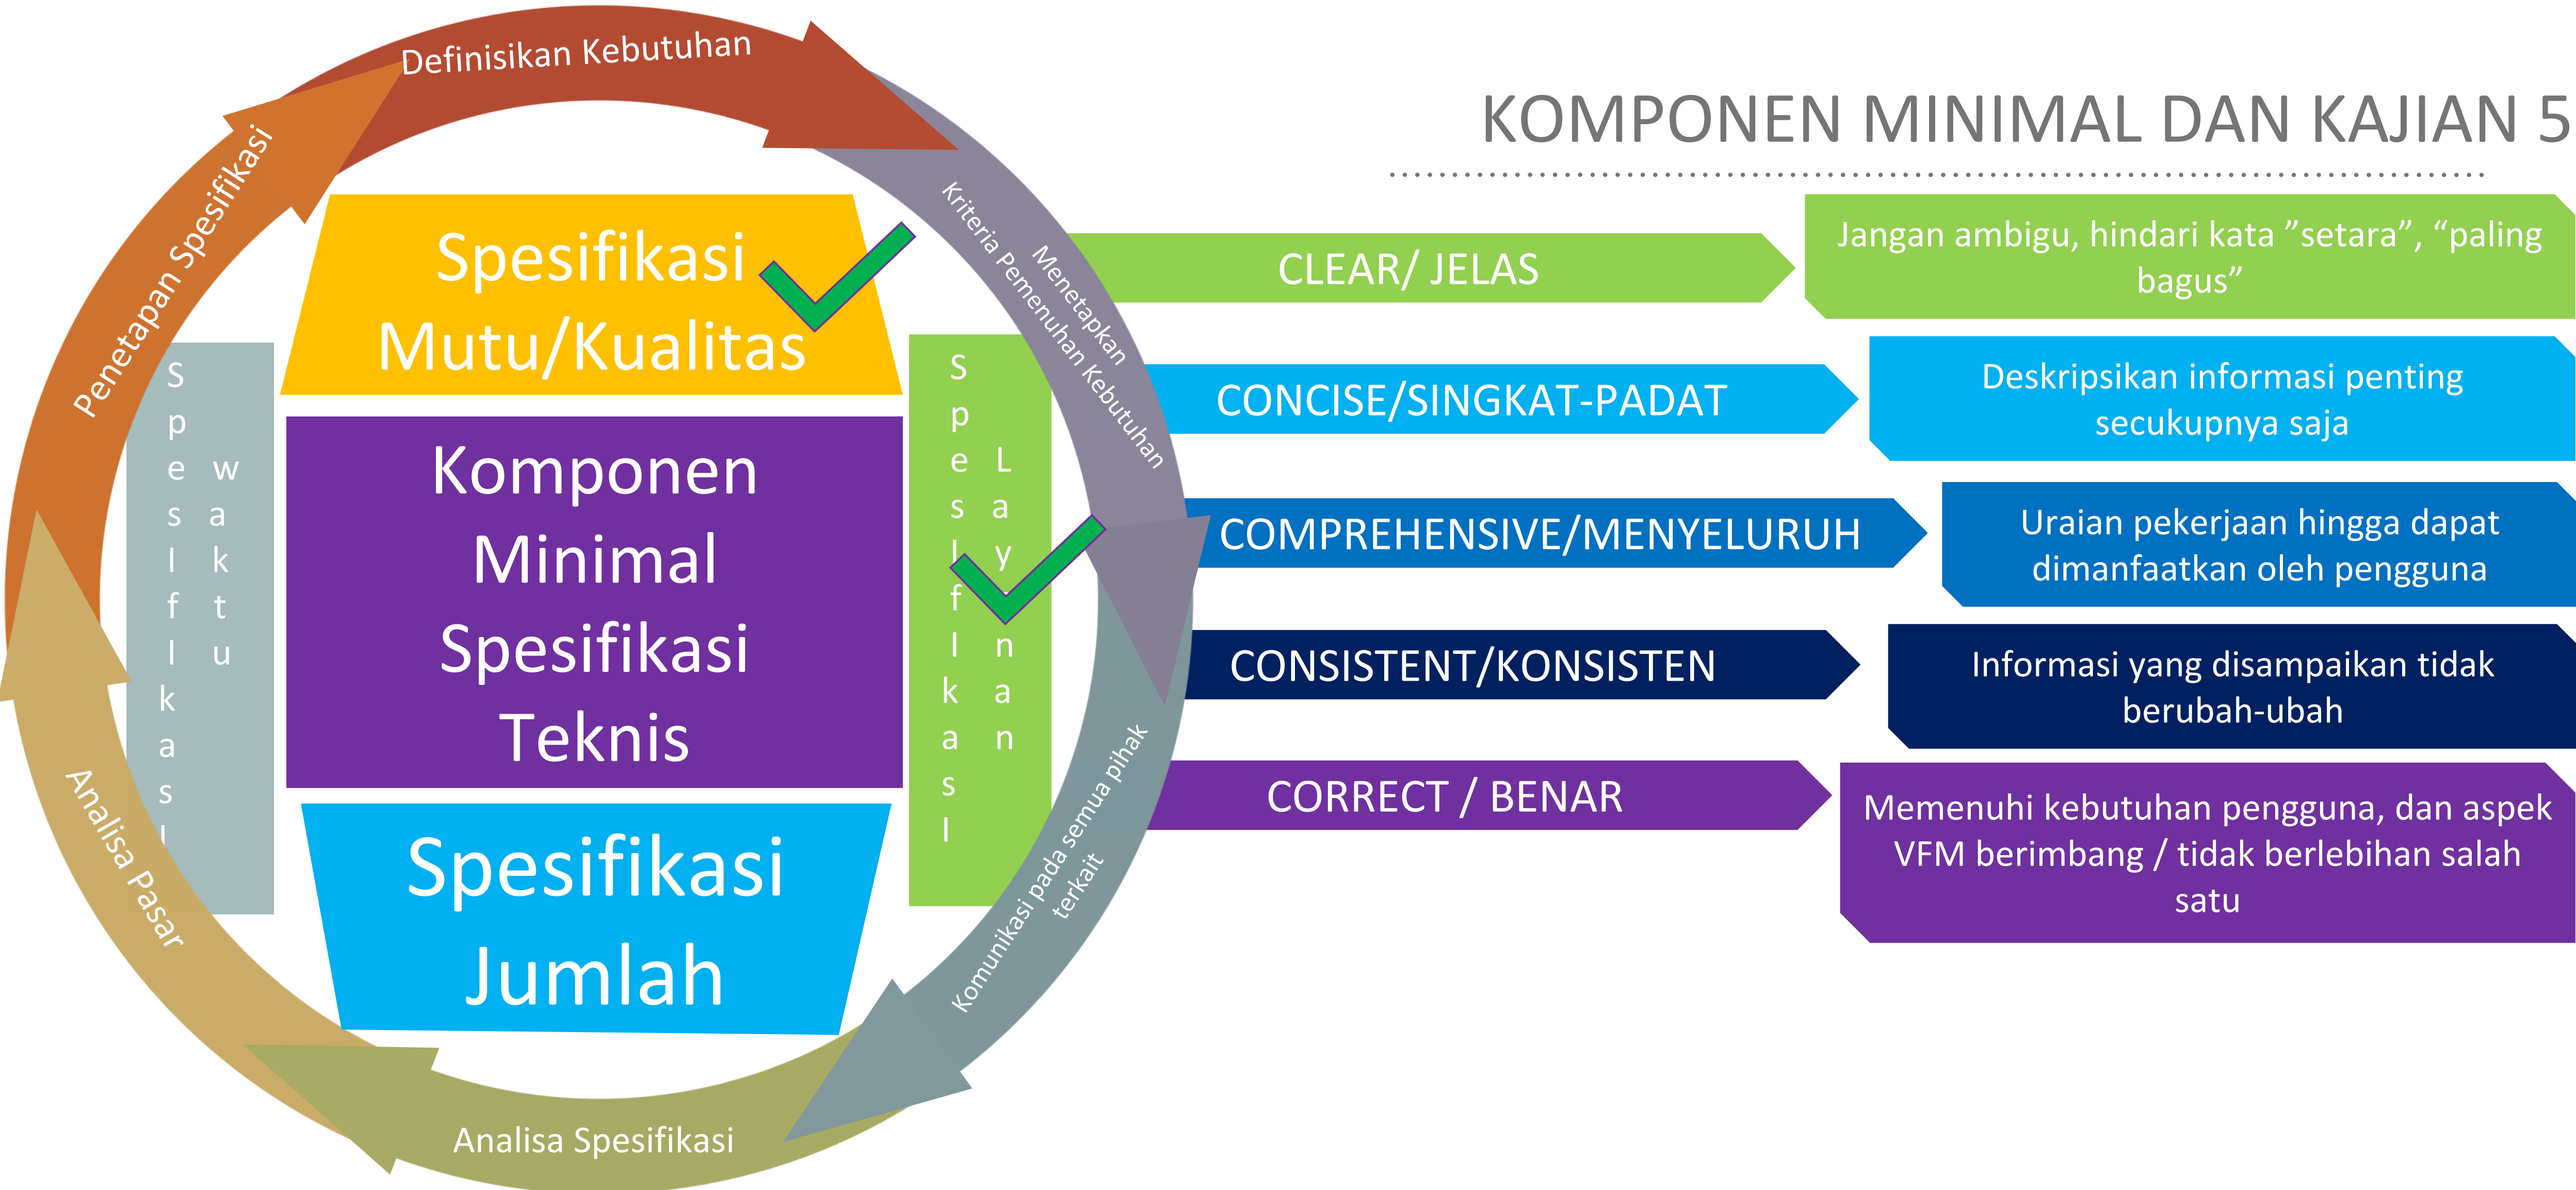 KOMPONEN MINIMAL DAN KAJIAN 5
Definisikan Kebutuhan
Menetapkan
Kriteria Pemenuhan Kebutuhan
Komunikasi pada semua pihak
terkait
Analisa Spesifikasi
Analisa Pasar
Penetapan Spesifikasi
Spesifikasi
Mutu/Kualitas
SpesIfIkasI
waktu
Komponen
Minimal
Spesifikasi
Teknis
SpesIfIkasI
Spesifikasi
Jumlah
CLEAR/ JELAS
Jangan ambigu, hindari kata ”setara”, “paling
bagus”
CONCISE/SINGKAT-PADAT
Deskripsikan informasi penting
secukupnya saja
COMPREHENSIVE/MENYELURUH
Uraian pekerjaan hingga dapat
dimanfaatkan oleh pengguna
CONSISTENT/KONSISTEN
Informasi yang disampaikan tidak
berubah-ubah
CORRECT / BENAR
Memenuhi kebutuhan pengguna, dan aspek
VFM berimbang / tidak berlebihan salah
satu